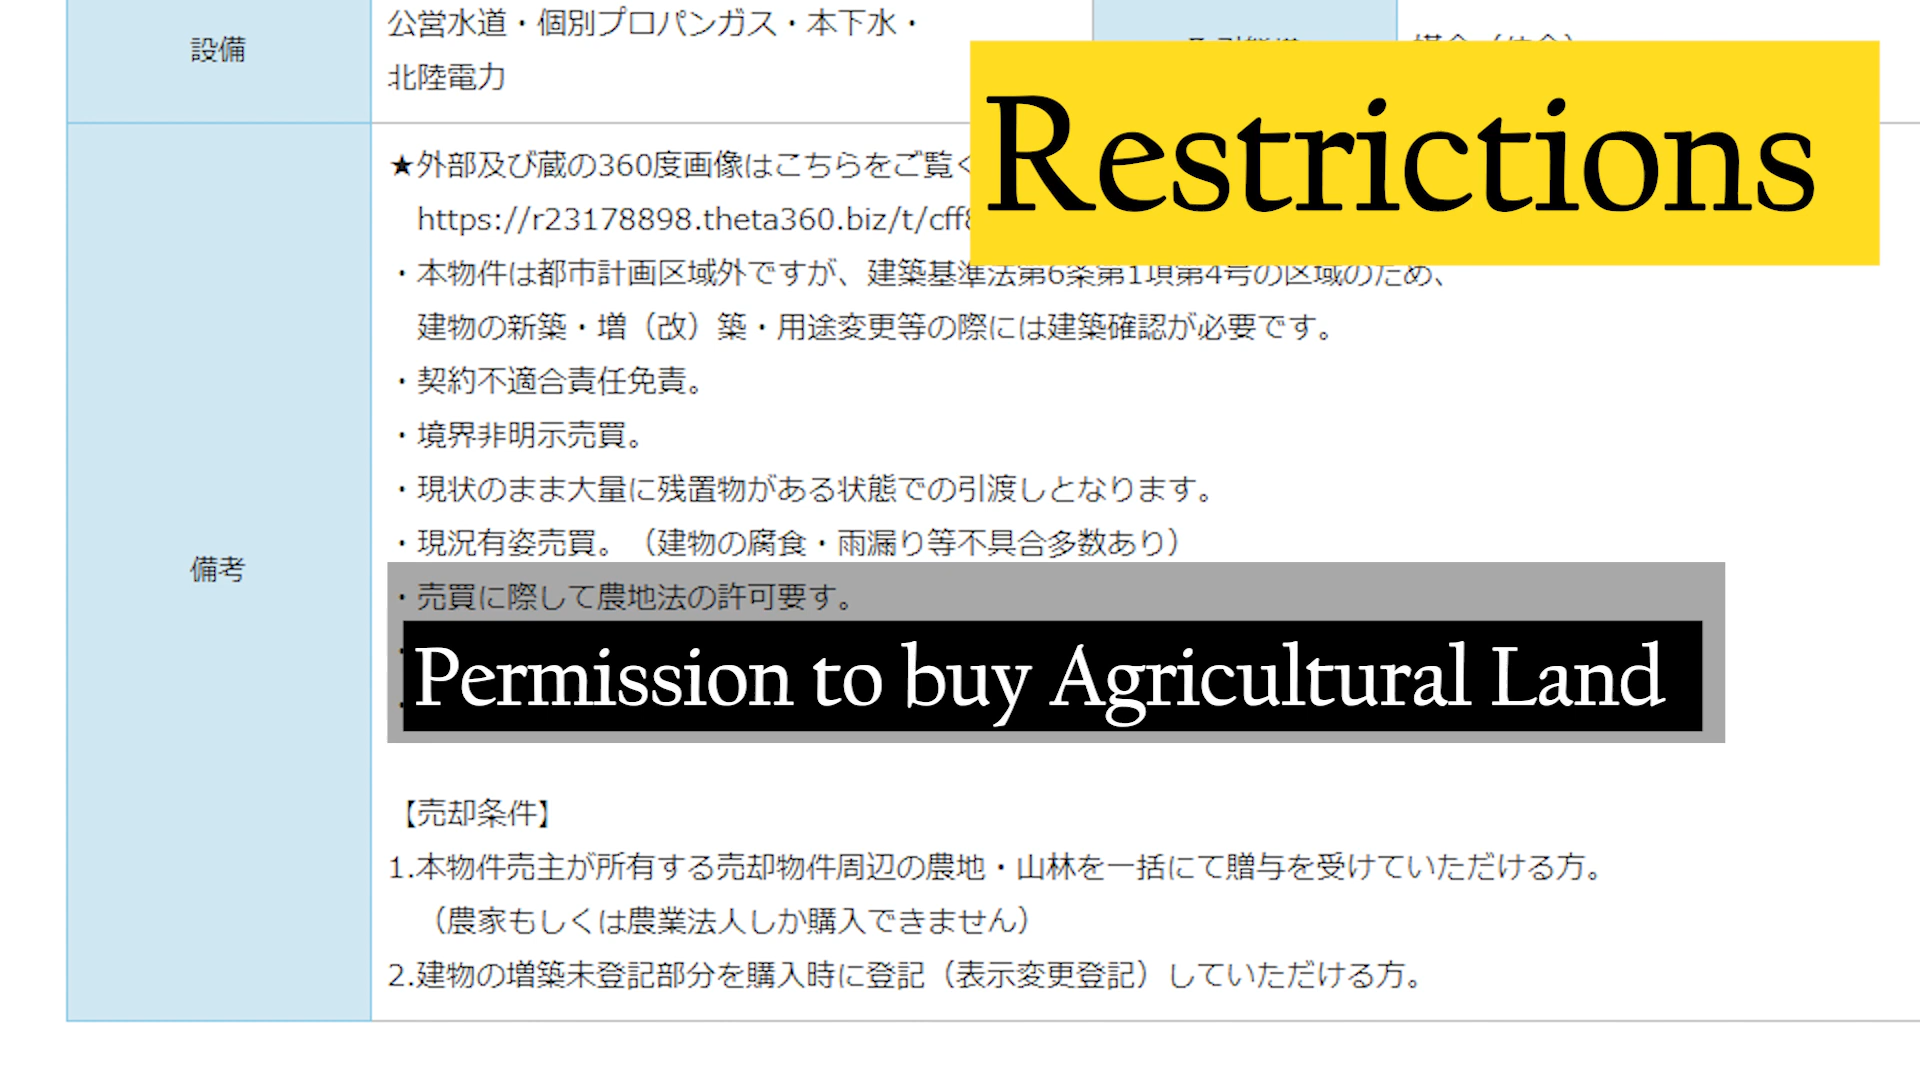 設備
公営水道・個別プロパンガス・本下水・
北陸電力
Restrictions
備考
★外部及び蔵の360度画像はこちらをご覧く
https://r23178898.theta360.biz/t/cff
・本物件は都市計画区域外ですが、建築基準法第6条第1項第4号の区域のため、
建物の新築・増（改）築・用途変更等の際には建築確認が必要です。
・契約不適合責任免責。
・境界非明示売買。
・現状のまま大量に残置物がある状態での引渡しとなります。
・現況有姿売買。（建物の腐食・雨漏り等不具合多数あり）
・売買に際して農地法の許可要す。
Permission to buy Agricultural Land
【売却条件】
1.本物件売主が所有する売却物件周辺の農地・山林を一括にて贈与を受けていただける方。
（農家もしくは農業法人しか購入できません）
2.建物の増築未登記部分を購入時に登記（表示変更登記）していただける方。